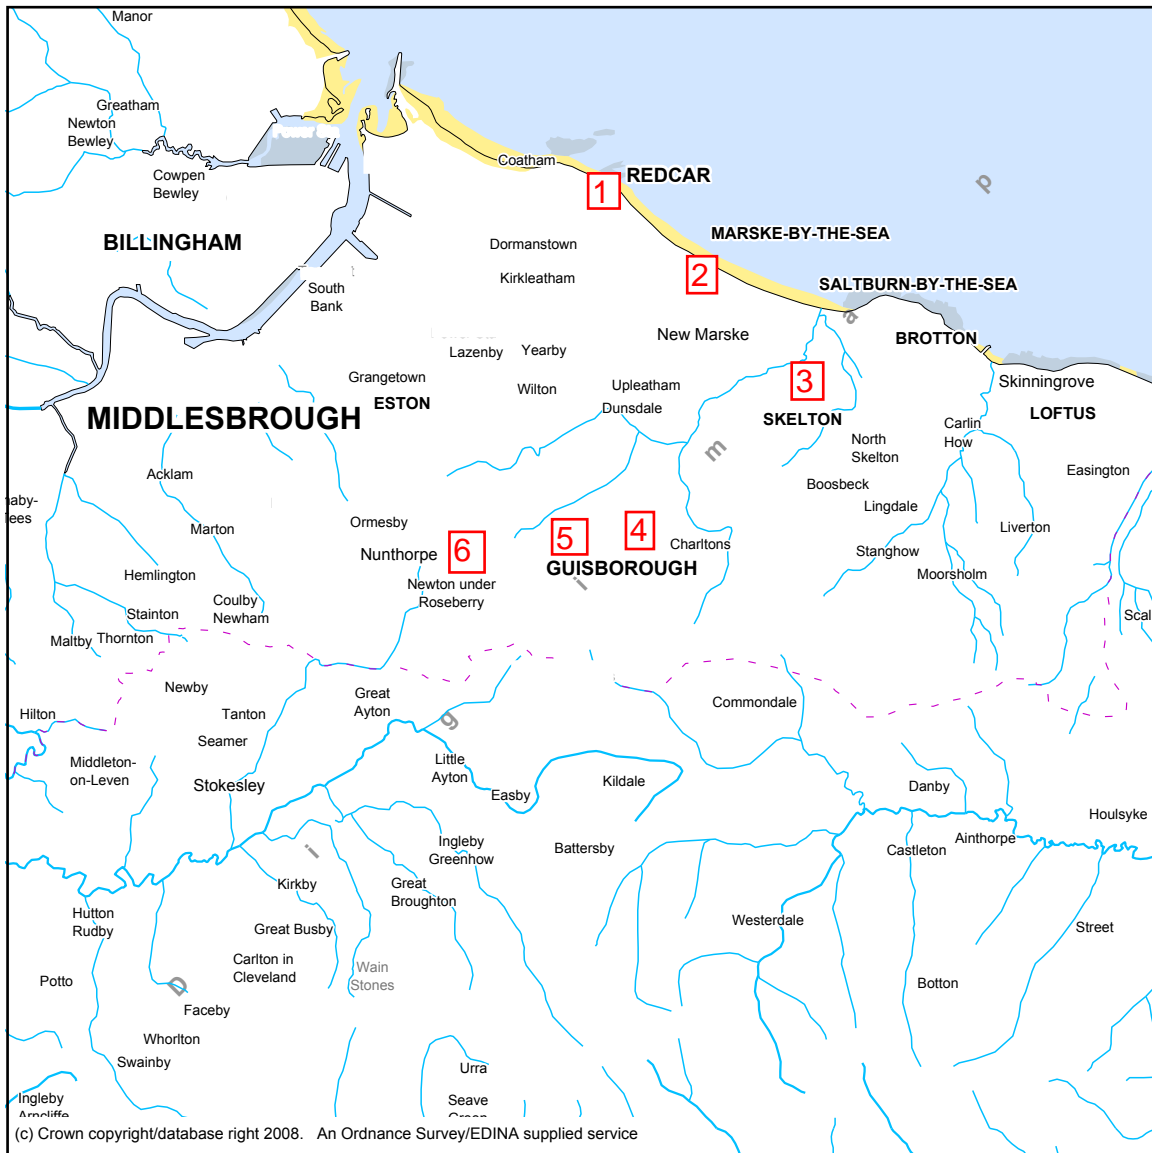 Manor
Greatham
Newton
Bewley
Cowpen
Bewley
Coatham
1
REDCAR
p
BILLINGHAM
Dormanstown
MARSKE-BY-THE-SEA
2
Kirkleatham
South
Bank
SALTBURN-BY-THE-SEA
a
New Marske
BROTTON
Lazenby
Yearby
Grangetown
ESTON
Wilton
Upleatham
Dunsdale
3
Skinningrove
MIDDLESBROUGH
SKELTON
LOFTUS
Carlin
How
North
Skelton
m
Acklam
Boosbeck
Easington
Lingdale
Marton
Ormesby
Nunthorpe
6
5
4
Charltons
Liverton
Stanghow
GUISBOROUGH
Hemlington
Newton under
Roseberry
i
Moorsholm
Stainton
Coulby
Newham
Maltby
Thornton
Newby
Great
Ayton
Commondale
Hilton
Tanton
g
Seamer
Middleton-
on-Leven
Stokesley
Little
Ayton
Easby
Kildale
Danby
Houlsyke
Ainthorpe
Castleton
Ingleby
Greenhow
Battersby
i
Kirkby
Great
Broughton
Hutton
Rudby
Great Busby
Westerdale
Street
Carlton in
Cleveland
Wain
Stones
Potto
D
Botton
Faceby
Whorlton
Swainby
Urra
Seave
Ingleby
(c) Crown copyright/database right 2008. An Ordnance Survey/EDINA supplied service